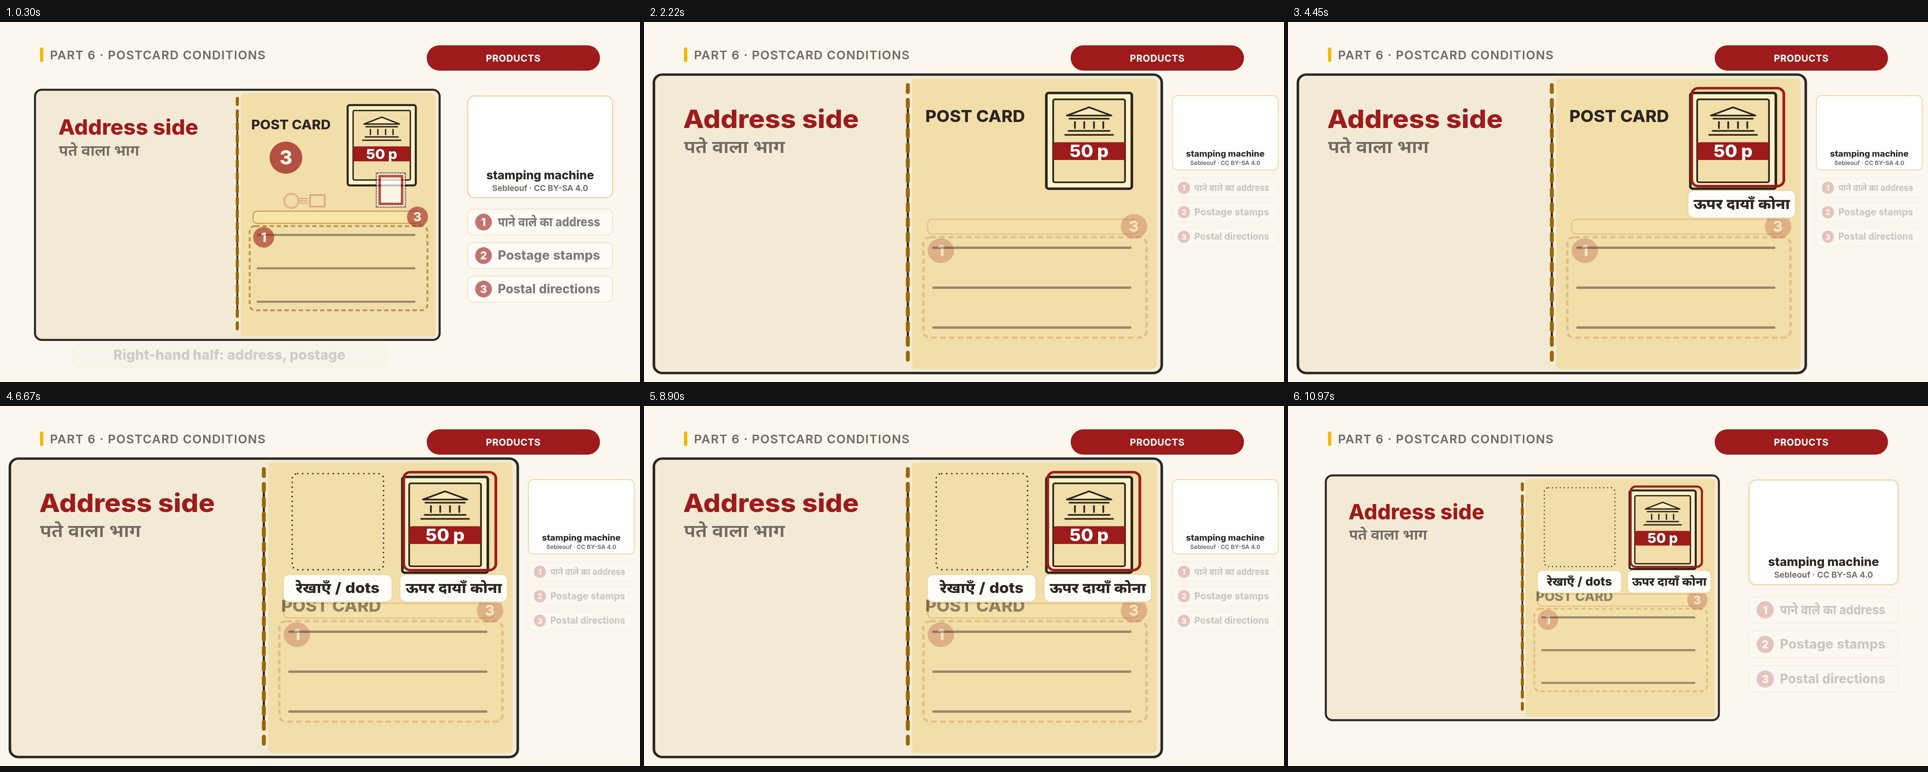 1. 0.30s
PART 6 · POSTCARD CONDITIONS
PRODUCTS
Address side
पते वाला भाग
POST CARD
3
50 p
3
1
stamping machine
Sebleouf · CC BY-SA 4.0
1 पाने वाले का address
2 Postage stamps
3 Postal directions
Right-hand half: address, postage
2. 2.22s
PART 6 · POSTCARD CONDITIONS
PRODUCTS
Address side
पते वाला भाग
POST CARD
50 p
3
1
stamping machine
Sebleouf · CC BY-SA 4.0
1 पाने वाले का address
2 Postage stamps
3 Postal directions
3. 4.45s
PART 6 · POSTCARD CONDITIONS
PRODUCTS
Address side
पते वाला भाग
POST CARD
50 p
ऊपर दायाँ कोना
3
1
stamping machine
Sebleouf · CC BY-SA 4.0
1 पाने वाले का address
2 Postage stamps
3 Postal directions
4. 6.67s
PART 6 · POSTCARD CONDITIONS
PRODUCTS
Address side
पते वाला भाग
50 p
रेखाएँ / dots
ऊपर दायाँ कोना
POST CARD
3
1
stamping machine
Sebleouf · CC BY-SA 4.0
1 पाने वाले का address
2 Postage stamps
3 Postal directions
5. 8.90s
PART 6 · POSTCARD CONDITIONS
PRODUCTS
Address side
पते वाला भाग
50 p
रेखाएँ / dots
ऊपर दायाँ कोना
POST CARD
3
1
stamping machine
Sebleouf · CC BY-SA 4.0
1 पाने वाले का address
2 Postage stamps
3 Postal directions
6. 10.97s
PART 6 · POSTCARD CONDITIONS
PRODUCTS
Address side
पते वाला भाग
50 p
रेखाएँ / dots
ऊपर दायाँ कोना
POST CARD
3
1
stamping machine
Sebleouf · CC BY-SA 4.0
1 पाने वाले का address
2 Postage stamps
3 Postal directions